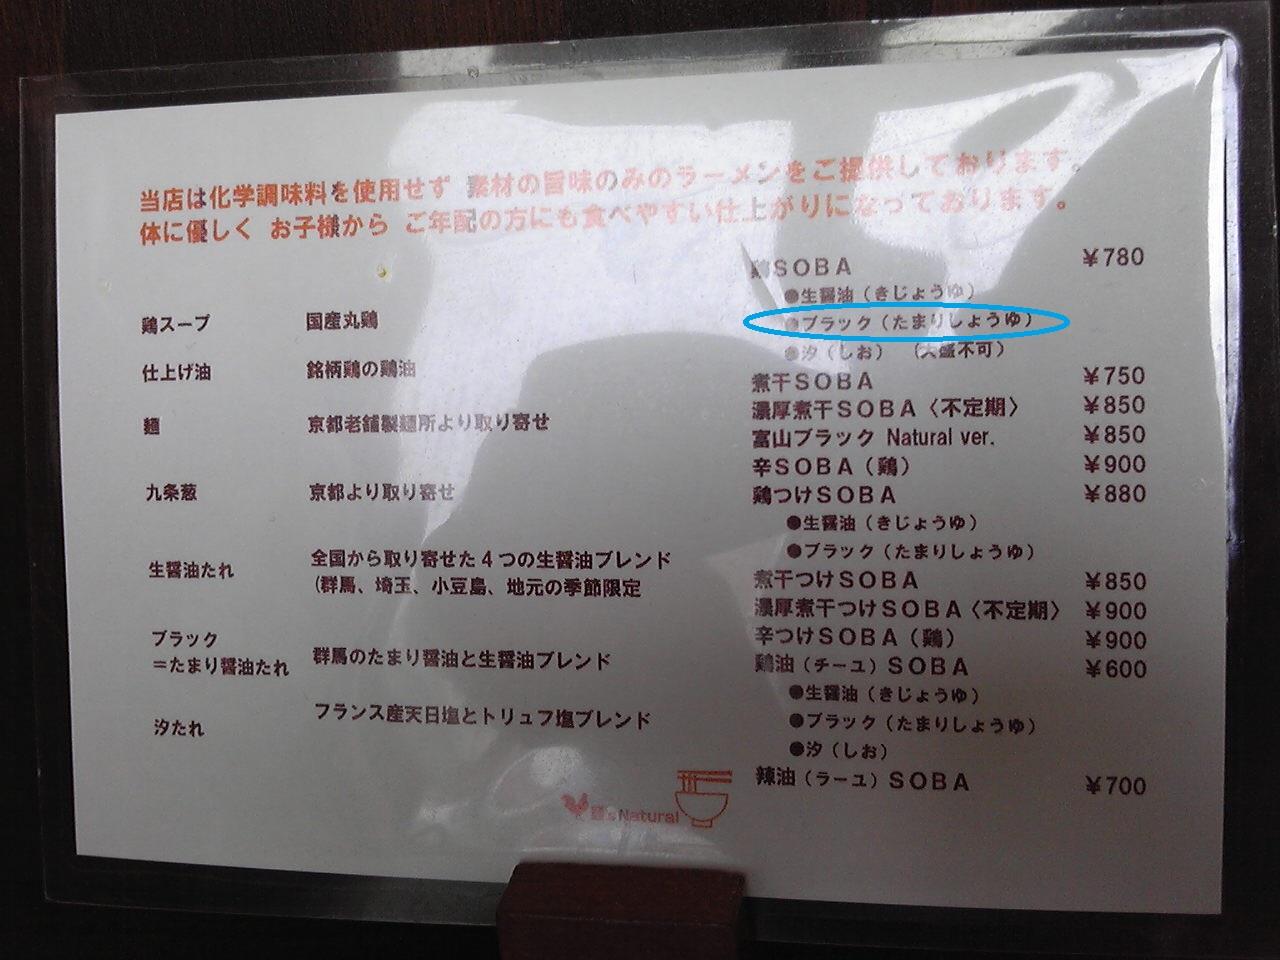 当店は化学調味料を使用せず 素材の旨味のみのラーメンをご提供しております。
体に優しく お子様から ご年配の方にも食べやすい仕上がりになっております。
鶏スープ 国産丸鶏
仕上げ油 銘柄鶏の鶏油
麺 京都老舗製麺所より取り寄せ
九条葱 京都より取り寄せ
生醤油たれ 全国から取り寄せた4つの生醤油ブレンド
(群馬、埼玉、小豆島、地元の季節限定
ブラック
=たまり醤油たれ 群馬のたまり醤油と生醤油ブレンド
汐たれ フランス産天日塩とトリュフ塩ブレンド
鶏SOBA ¥780
●生醤油(きじょうゆ)
●ブラック(たまりしょうゆ)
●汐(しお) (大盛不可)
煮干SOBA ¥750
濃厚煮干SOBA〈不定期〉 ¥850
富山ブラック Natural ver. ¥850
辛SOBA(鶏) ¥900
鶏つけSOBA ¥880
●生醤油(きじょうゆ)
●ブラック(たまりしょうゆ)
煮干つけSOBA ¥850
濃厚煮干つけSOBA〈不定期〉 ¥900
辛つけSOBA(鶏) ¥900
鶏油(チーユ)SOBA ¥600
●生醤油(きじょうゆ)
●ブラック(たまりしょうゆ)
●汐(しお)
辣油(ラーユ)SOBA ¥700
麺's Natural